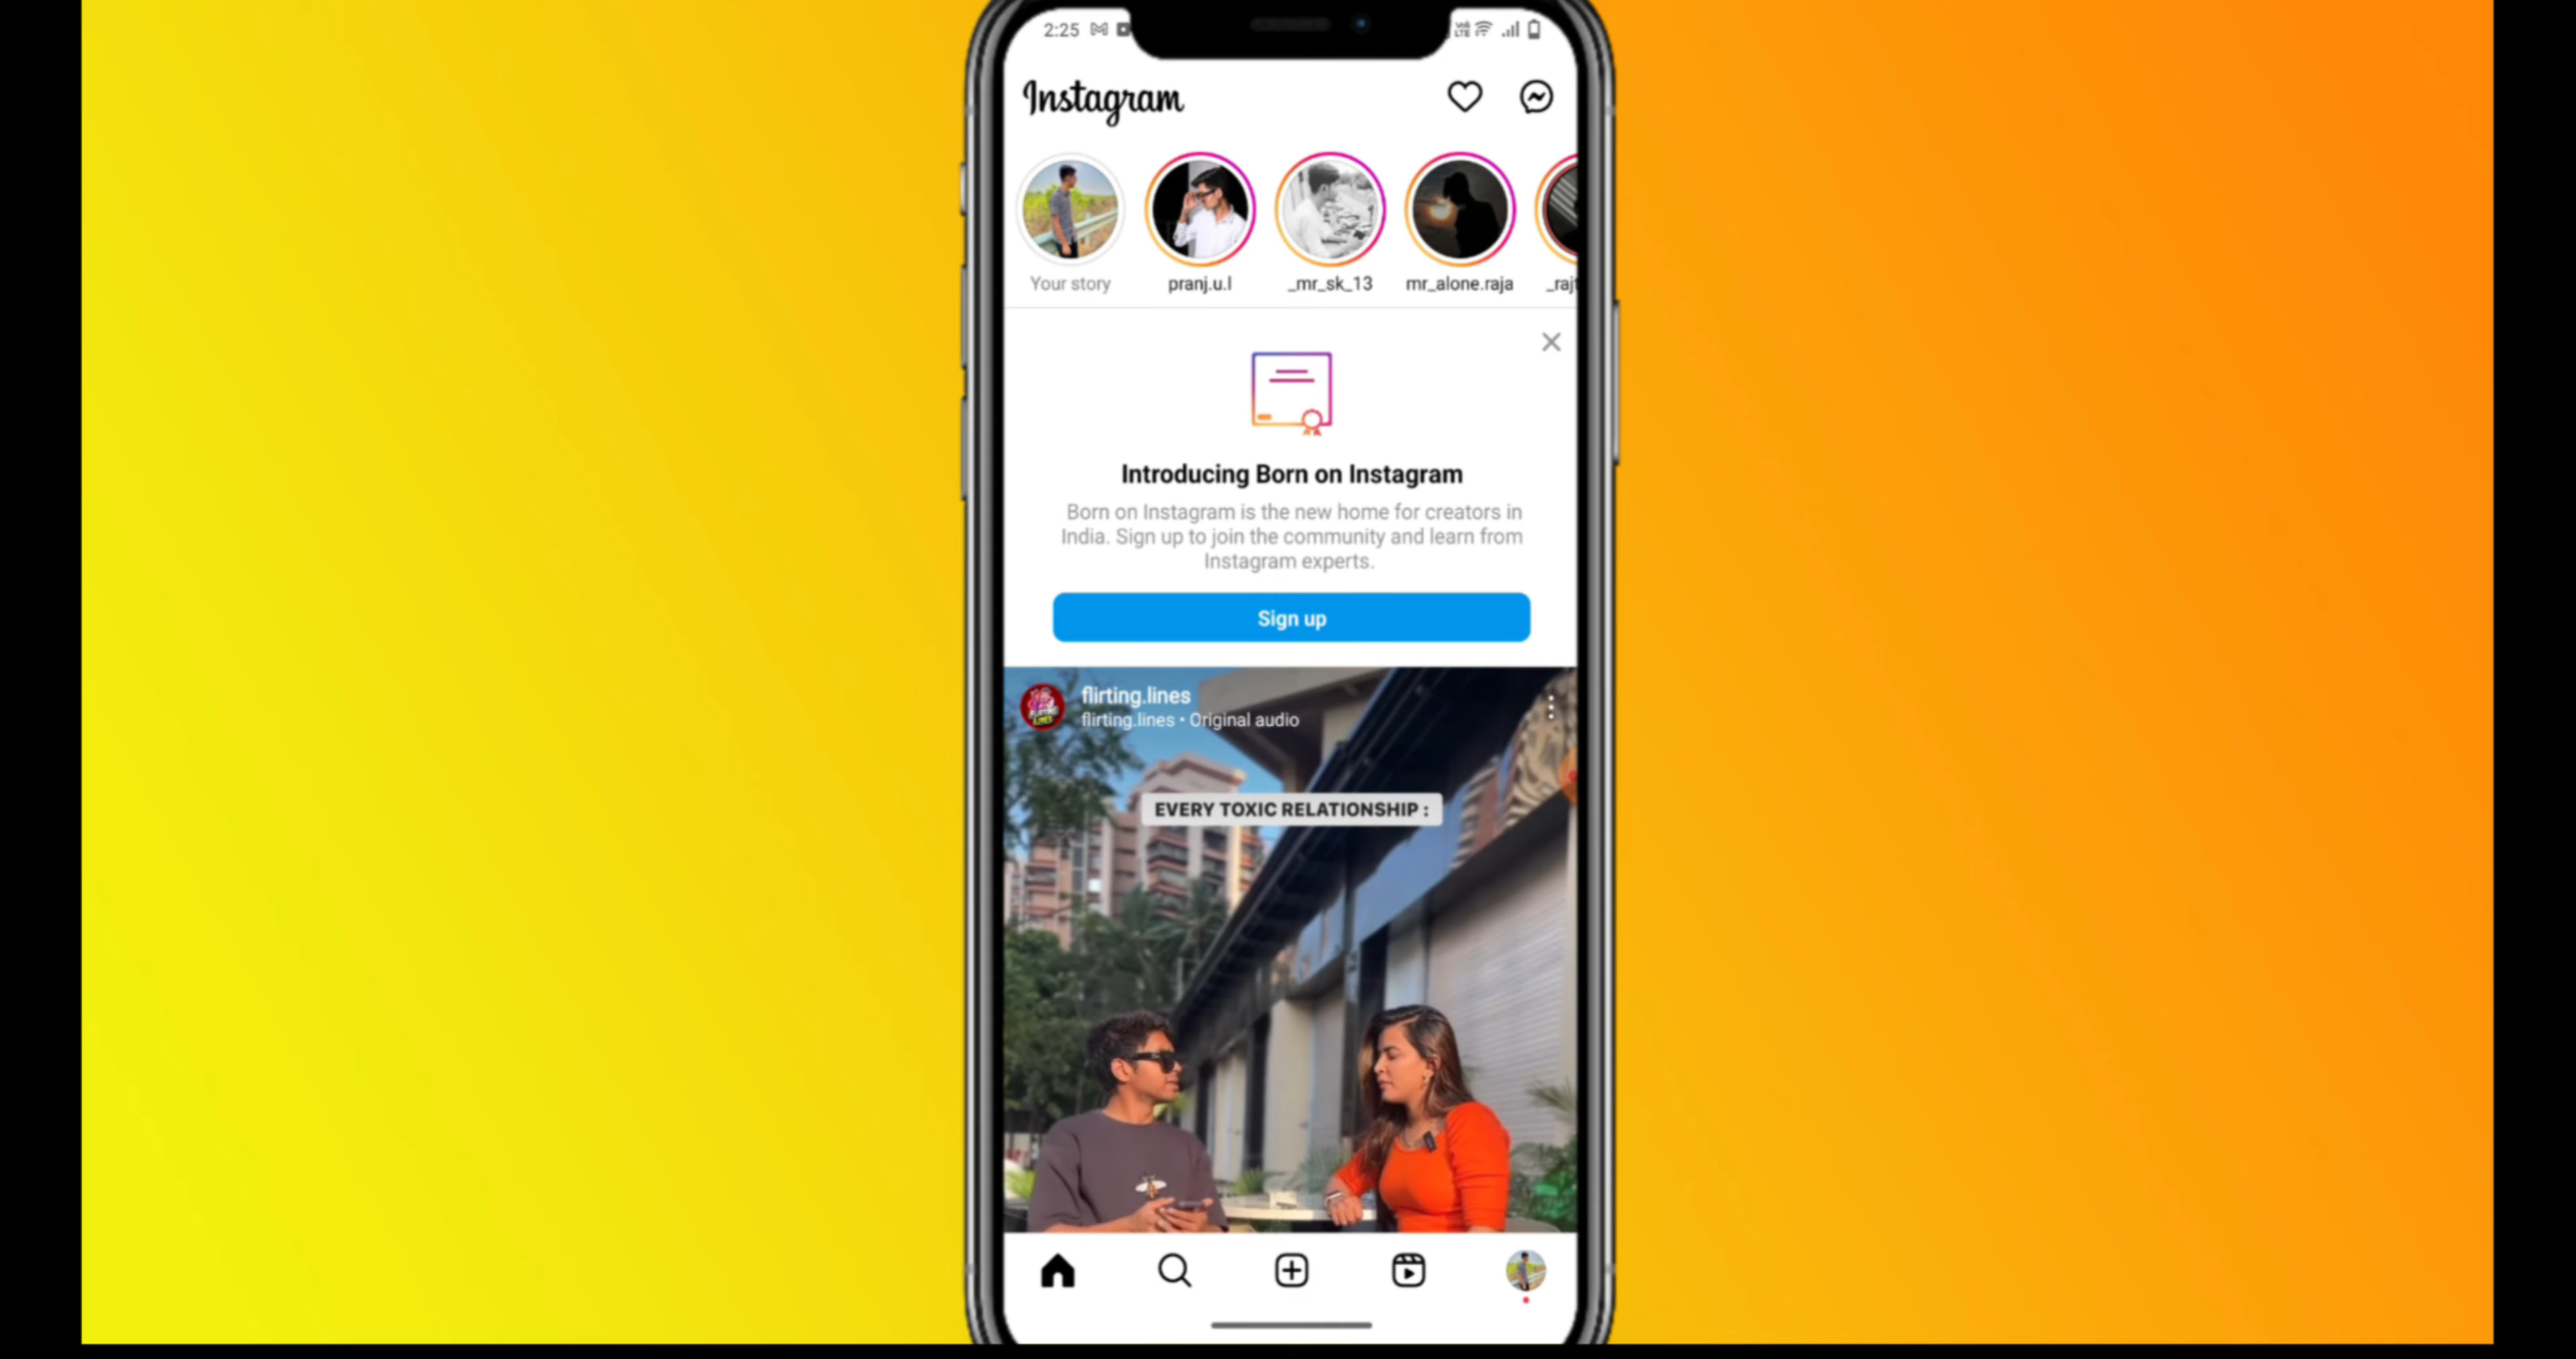 2:25
Instagram
Your story
pranj.u.l
_mr_sk_13
mr_alone.raja
Introducing Born on Instagram
Born on Instagram is the new home for creators in
India. Sign up to join the community and learn from
Instagram experts.
Sign up
flirting.lines
flirting.lines • Original audio
EVERY TOXIC RELATIONSHIP :